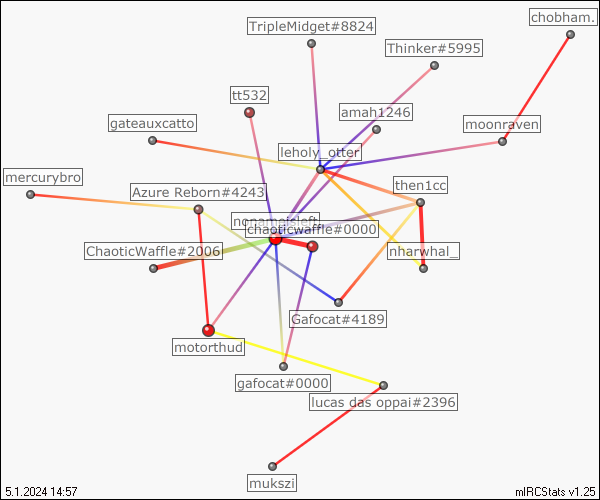 chobham.
TripleMidget#8824
Thinker#5995
tt532
amah1246
gateauxcatto
moonraven
leholy_otter
mercurybro
then1cc
Azure Reborn#4243
nonameisleft
chaoticwaffle#0000
ChaoticWaffle#2006
nharwhal_
Gafocat#4189
motorthud
gafocat#0000
lucas das oppai#2396
mukszi
5.1.2024 14:57
mIRCStats v1.25